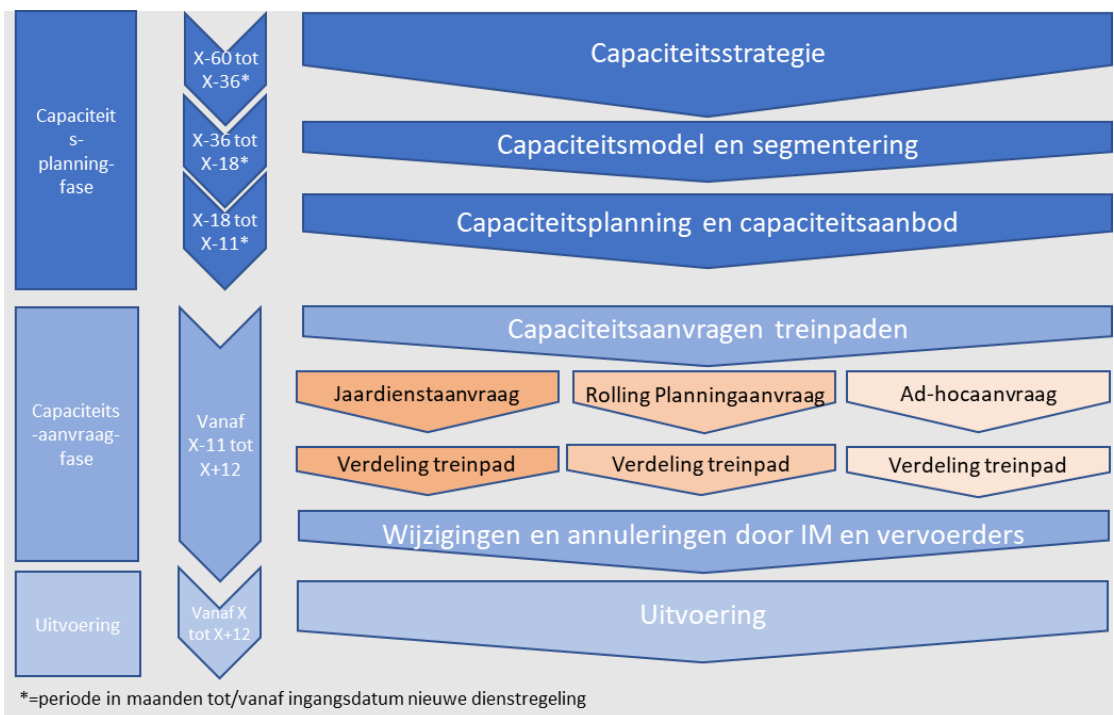 X-60 tot
X-36*
Capaciteitsstrategie
Capaciteit
s-
planning-
fase
X-36 tot
X-18*
Capaciteitsmodel en segmentering
X-18 tot
X-11*
Capaciteitsplanning en capaciteitsaanbod
Capaciteitsaanvragen treinpaden
Capaciteits
-aanvraag-
fase
Vanaf
X-11 tot
X+12
Jaardienstaanvraag
Rolling Planningaanvraag
Ad-hocaanvraag
Verdeling treinpad
Verdeling treinpad
Verdeling treinpad
Wijzigingen en annuleringen door IM en vervoerders
Uitvoering
Vanaf X
tot X+12
Uitvoering
*=periode in maanden tot/vanaf ingangsdatum nieuwe dienstregeling